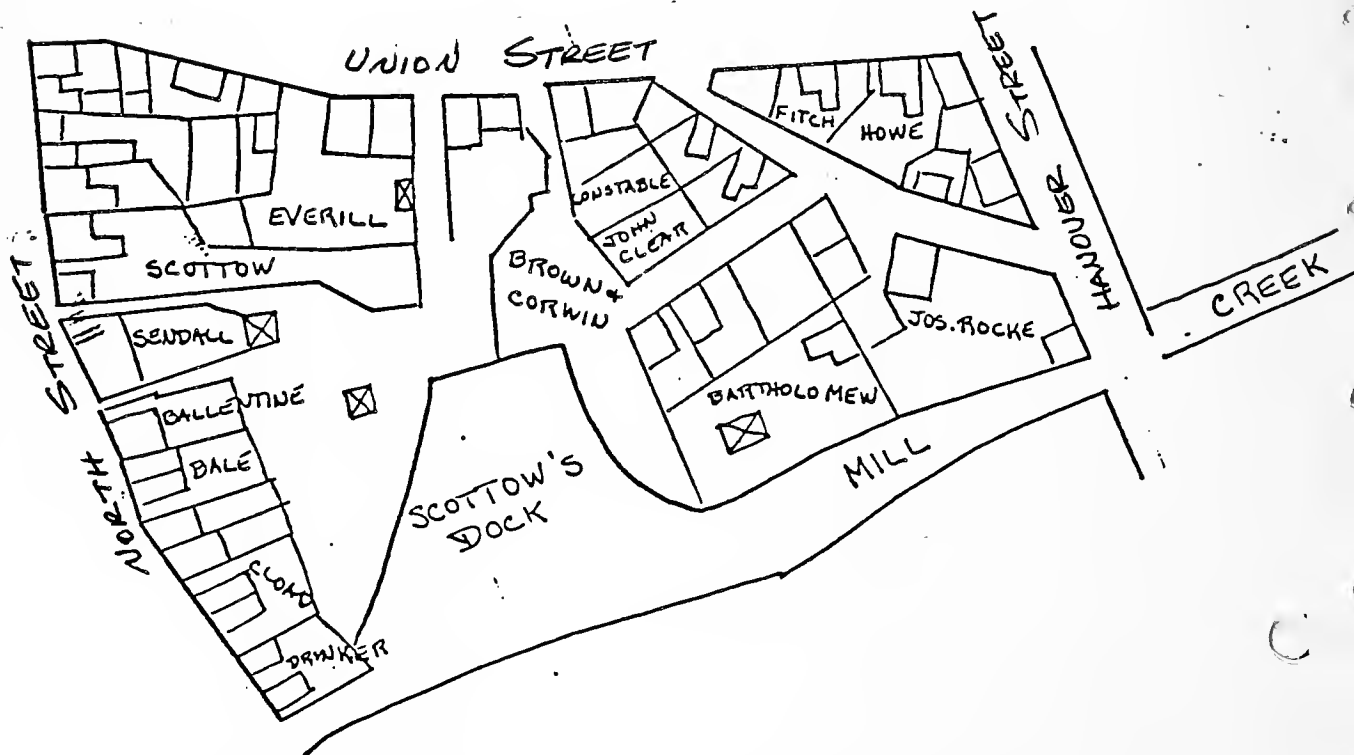 UNION STREET
HANOVER STREET
FITCH
HOWE
CONSTABLE
JOHN
CLEAR
EVERILL
SCOTTOW
BROWN &
CORWIN
CREEK
NORTH STREET
SENDALL
JOS. ROCKE
BALLENTINE
BARTHOLOMEW
BALE
MILL
SCOTTOW'S
DOCK
DRINKER